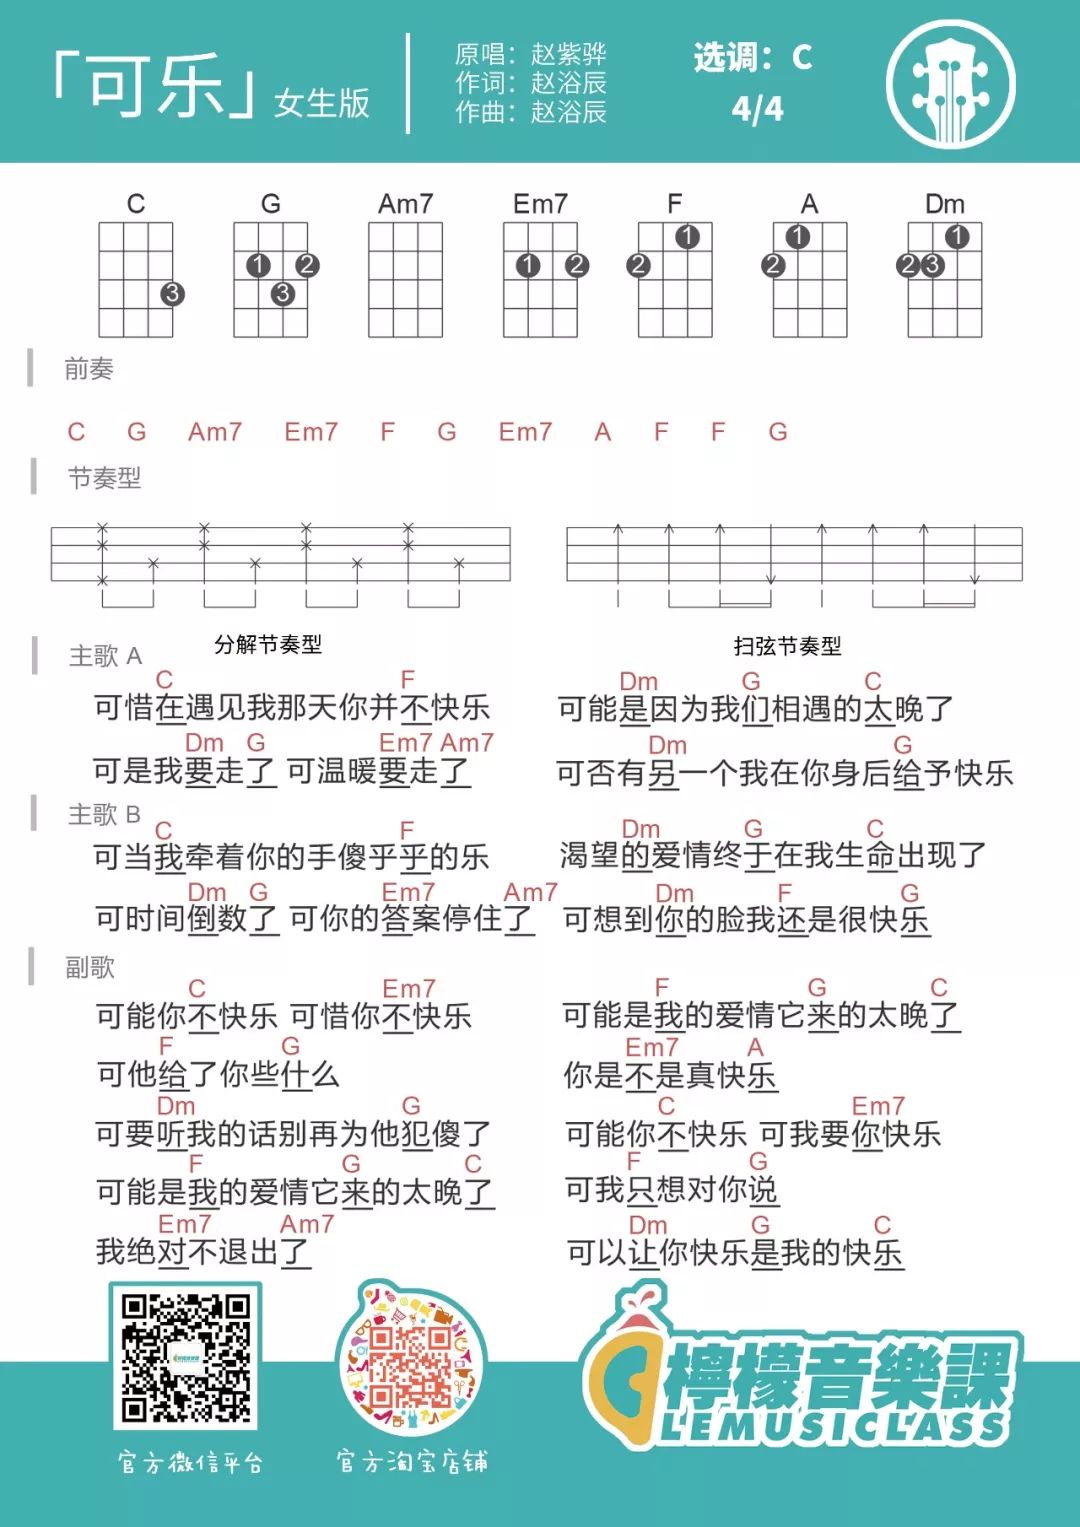 「可乐」女生版
原唱：赵紫骅
作词：赵浴辰
作曲：赵浴辰
选调：C
4/4
C G Am7 Em7 F A Dm
3
1 2
3
1 2
1
2
1
2
1
2 3
前奏
C G Am7 Em7 F G Em7 A F F G
节奏型
分解节奏型
扫弦节奏型
主歌 A
C F
可惜在遇见我那天你并不快乐
Dm G C
可能是因为我们相遇的太晚了
Dm G Em7 Am7
可是我要走了 可温暖要走了
Dm G
可否有另一个我在你身后给予快乐
主歌 B
C F
可当我牵着你的手傻乎乎的乐
Dm G C
渴望的爱情终于在我生命出现了
Dm G Em7 Am7
可时间倒数了 可你的答案停住了
Dm F G
可想到你的脸我还是很快乐
副歌
C Em7
可能你不快乐 可惜你不快乐
F G C
可能是我的爱情它来的太晚了
F G
可他给了你些什么
Em7 A
你是不是真快乐
Dm G
可要听我的话别再为他犯傻了
C Em7
可能你不快乐 可我要你快乐
F G C
可能是我的爱情它来的太晚了
F G
可我只想对你说
Em7 Am7
我绝对不退出了
Dm G C
可以让你快乐是我的快乐
官方微信平台
官方淘宝店铺
檸檬音樂課
LEMUSICLASS